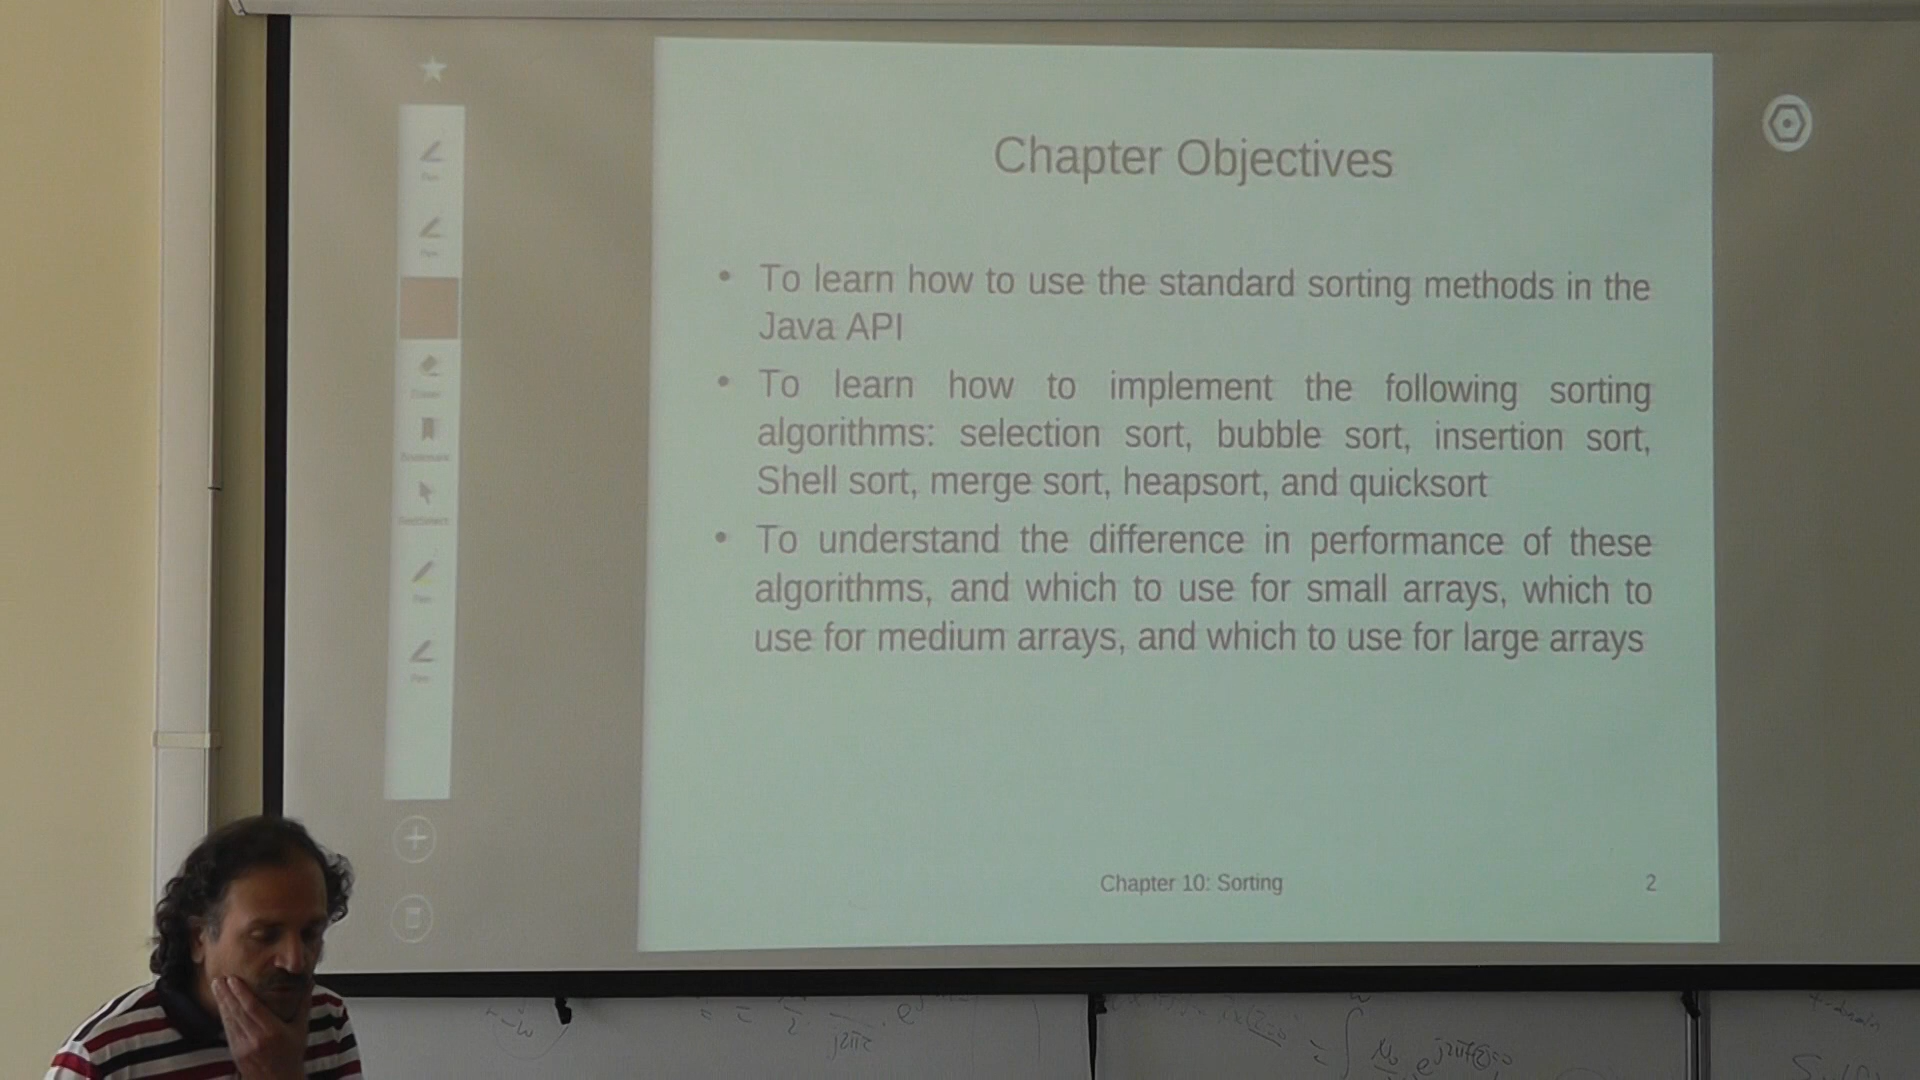 Chapter Objectives
• To learn how to use the standard sorting methods in the
Java API
• To learn how to implement the following sorting
algorithms: selection sort, bubble sort, insertion sort,
Shell sort, merge sort, heapsort, and quicksort
• To understand the difference in performance of these
algorithms, and which to use for small arrays, which to
use for medium arrays, and which to use for large arrays
Chapter 10: Sorting
2